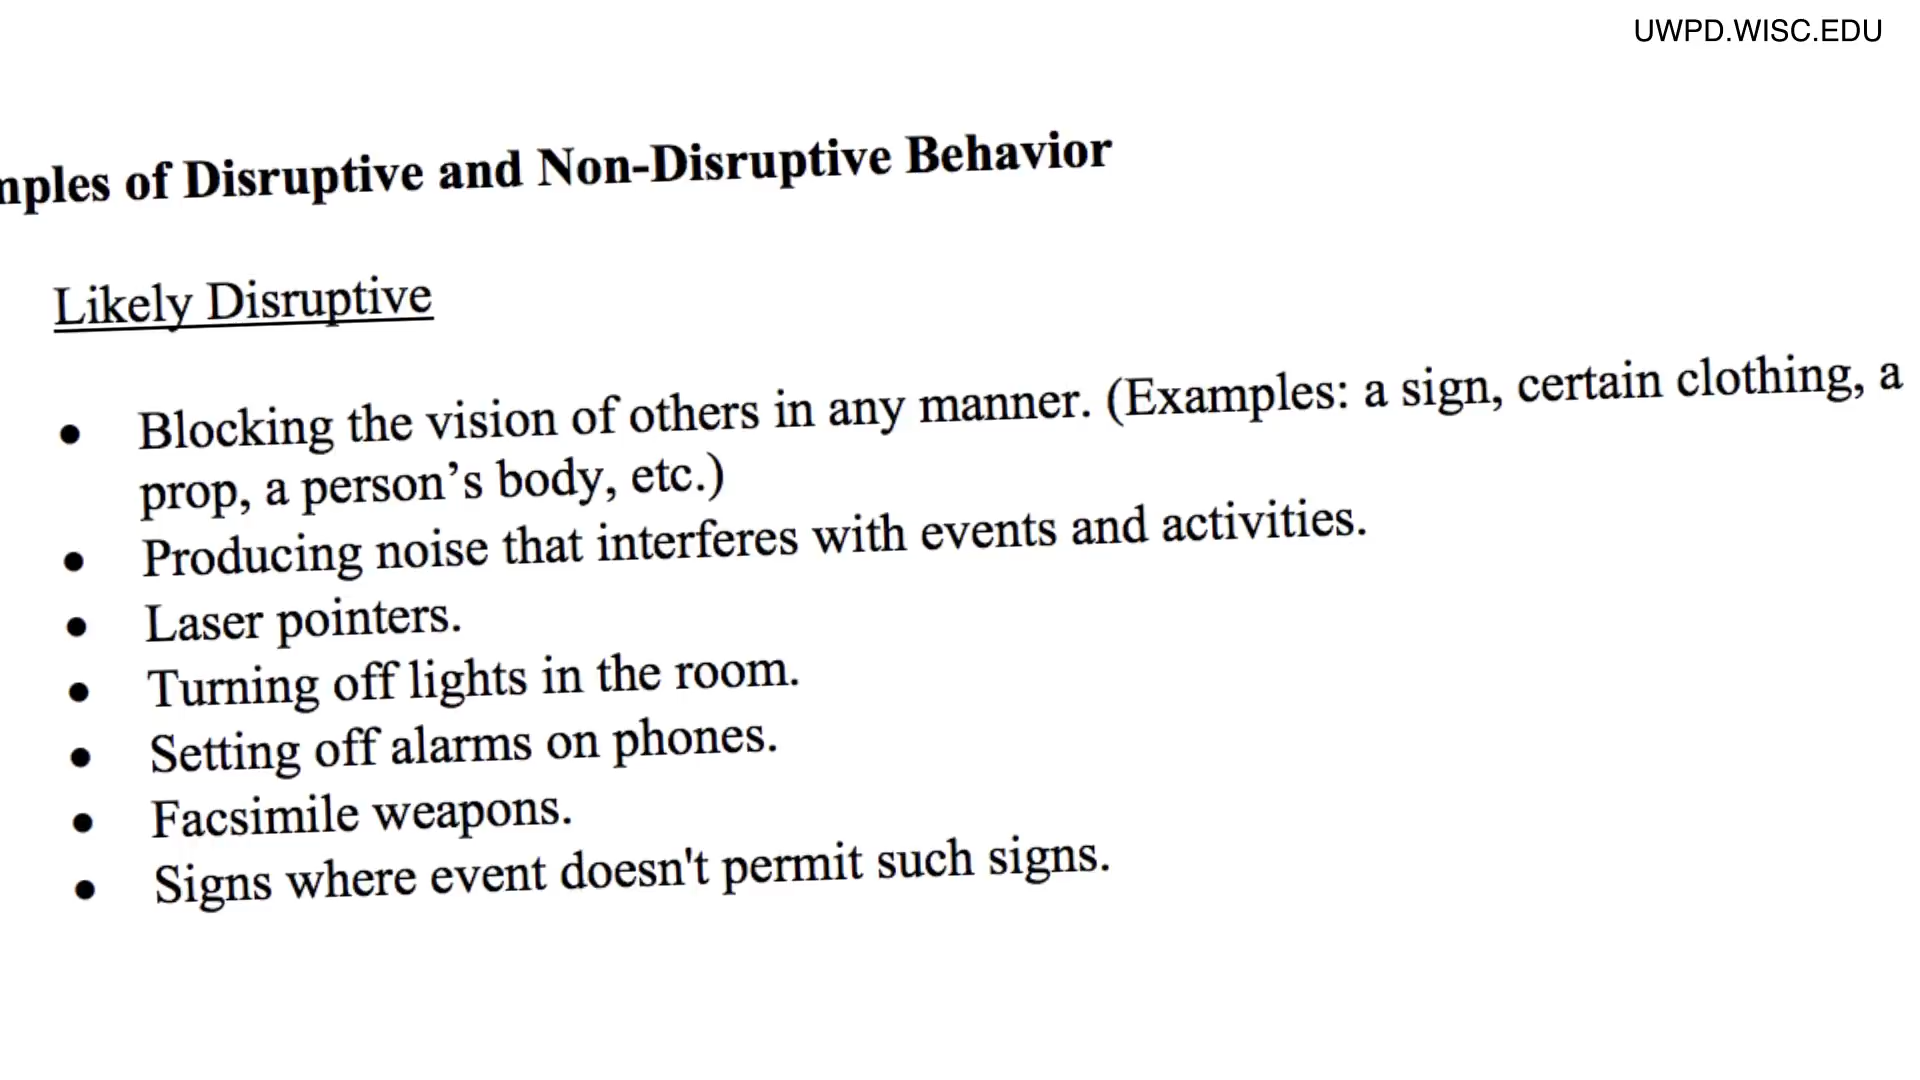 UWPD.WISC.EDU
mples of Disruptive and Non-Disruptive Behavior
Likely Disruptive
• Blocking the vision of others in any manner. (Examples: a sign, certain clothing, a
prop, a person’s body, etc.)
• Producing noise that interferes with events and activities.
• Laser pointers.
• Turning off lights in the room.
• Setting off alarms on phones.
• Facsimile weapons.
• Signs where event doesn't permit such signs.